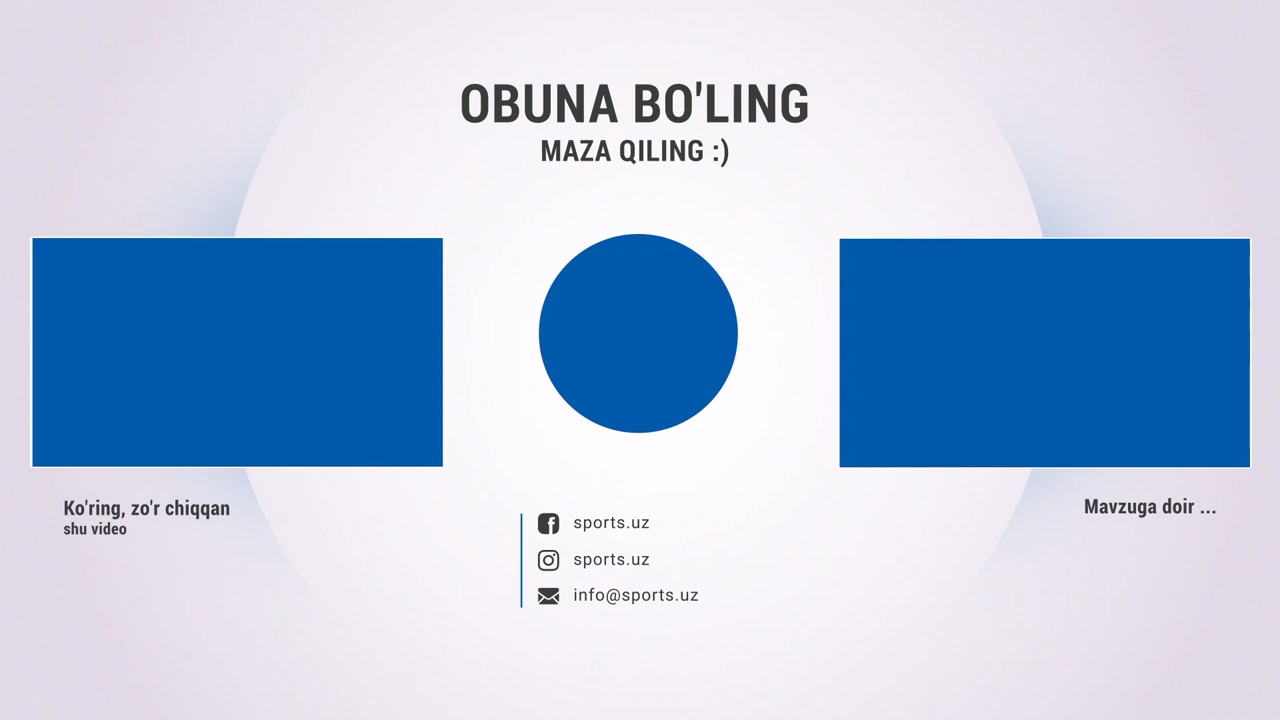 OBUNA BO'LING
MAZA QILING :)
Ko'ring, zo'r chiqqan
shu video
Mavzuga doir ...
sports.uz
sports.uz
info@sports.uz